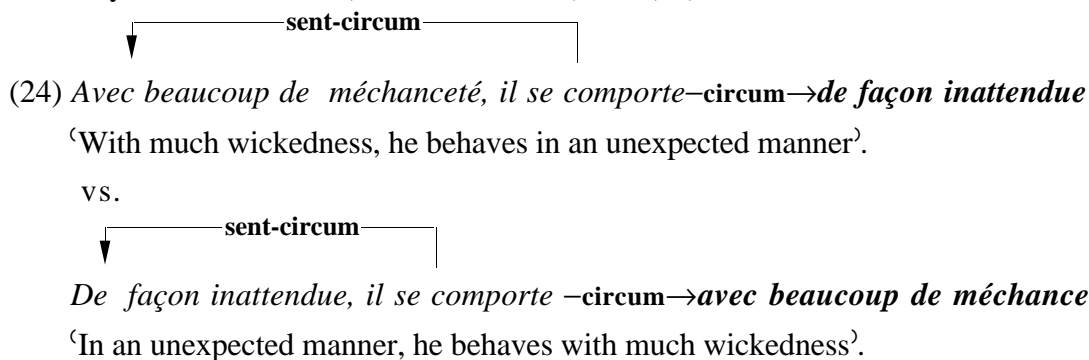 sent-circum
(24) Avec beaucoup de méchanceté, il se comporte–circum→de façon inattendue
‘With much wickedness, he behaves in an unexpected manner’.
vs.
sent-circum
De façon inattendue, il se comporte –circum→avec beaucoup de méchance
‘In an unexpected manner, he behaves with much wickedness’.